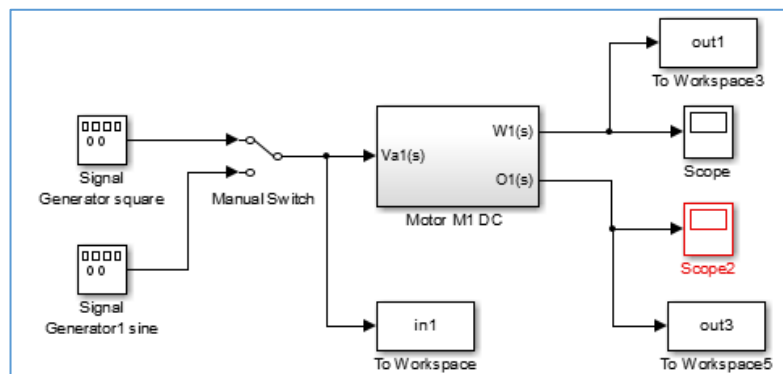 out1
To Workspace3
Signal
Generator square
Manual Switch
Va1(s)
W1(s)
O1(s)
Motor M1 DC
Scope
Signal
Generator1 sine
Scope2
in1
To Workspace
out3
To Workspace5